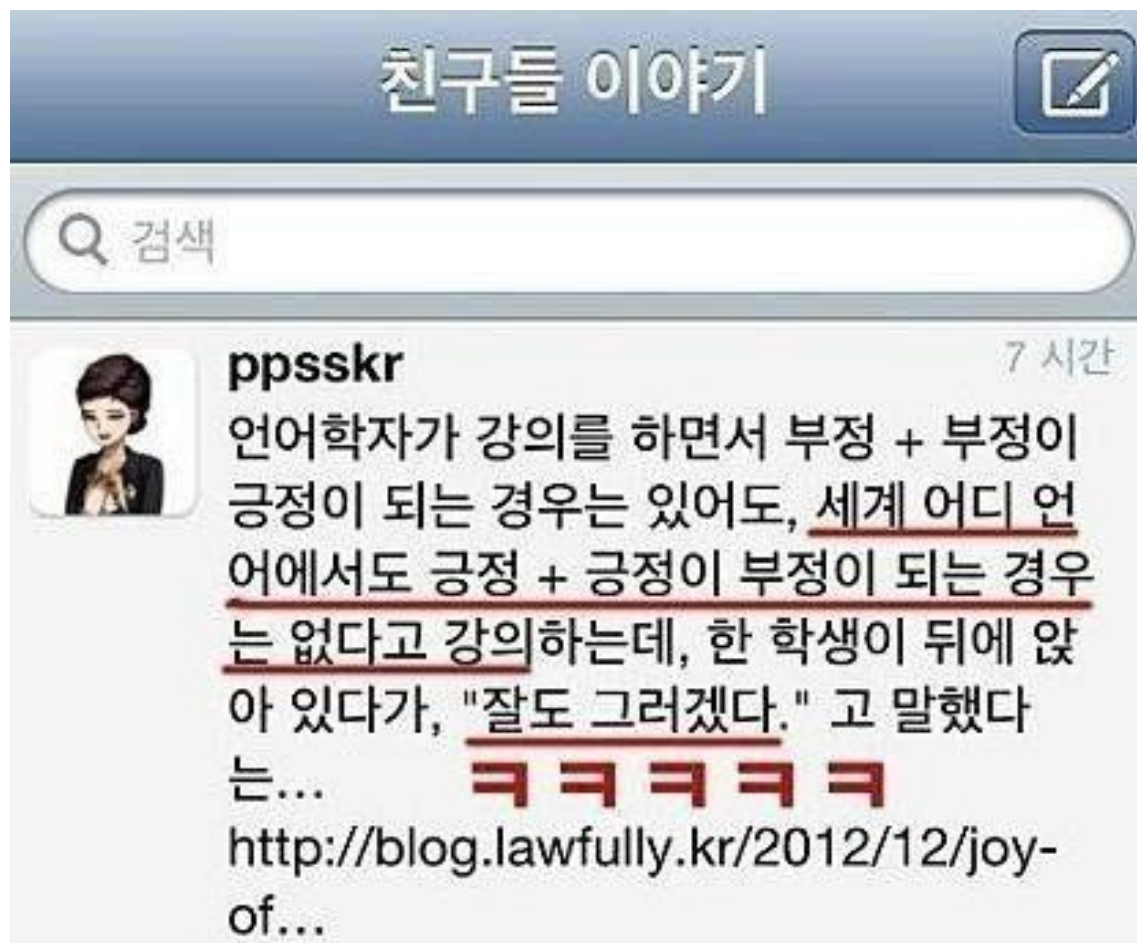 친구들 이야기
검색
ppsskr
7 시간
언어학자가 강의를 하면서 부정 + 부정이
긍정이 되는 경우는 있어도, 세계 어디 언
어에서도 긍정 + 긍정이 부정이 되는 경우
는 없다고 강의하는데, 한 학생이 뒤에 앉
아 있다가, "잘도 그러겠다." 고 말했다
는...
ㅋㅋㅋㅋㅋ
http://blog.lawfully.kr/2012/12/joy-
of...